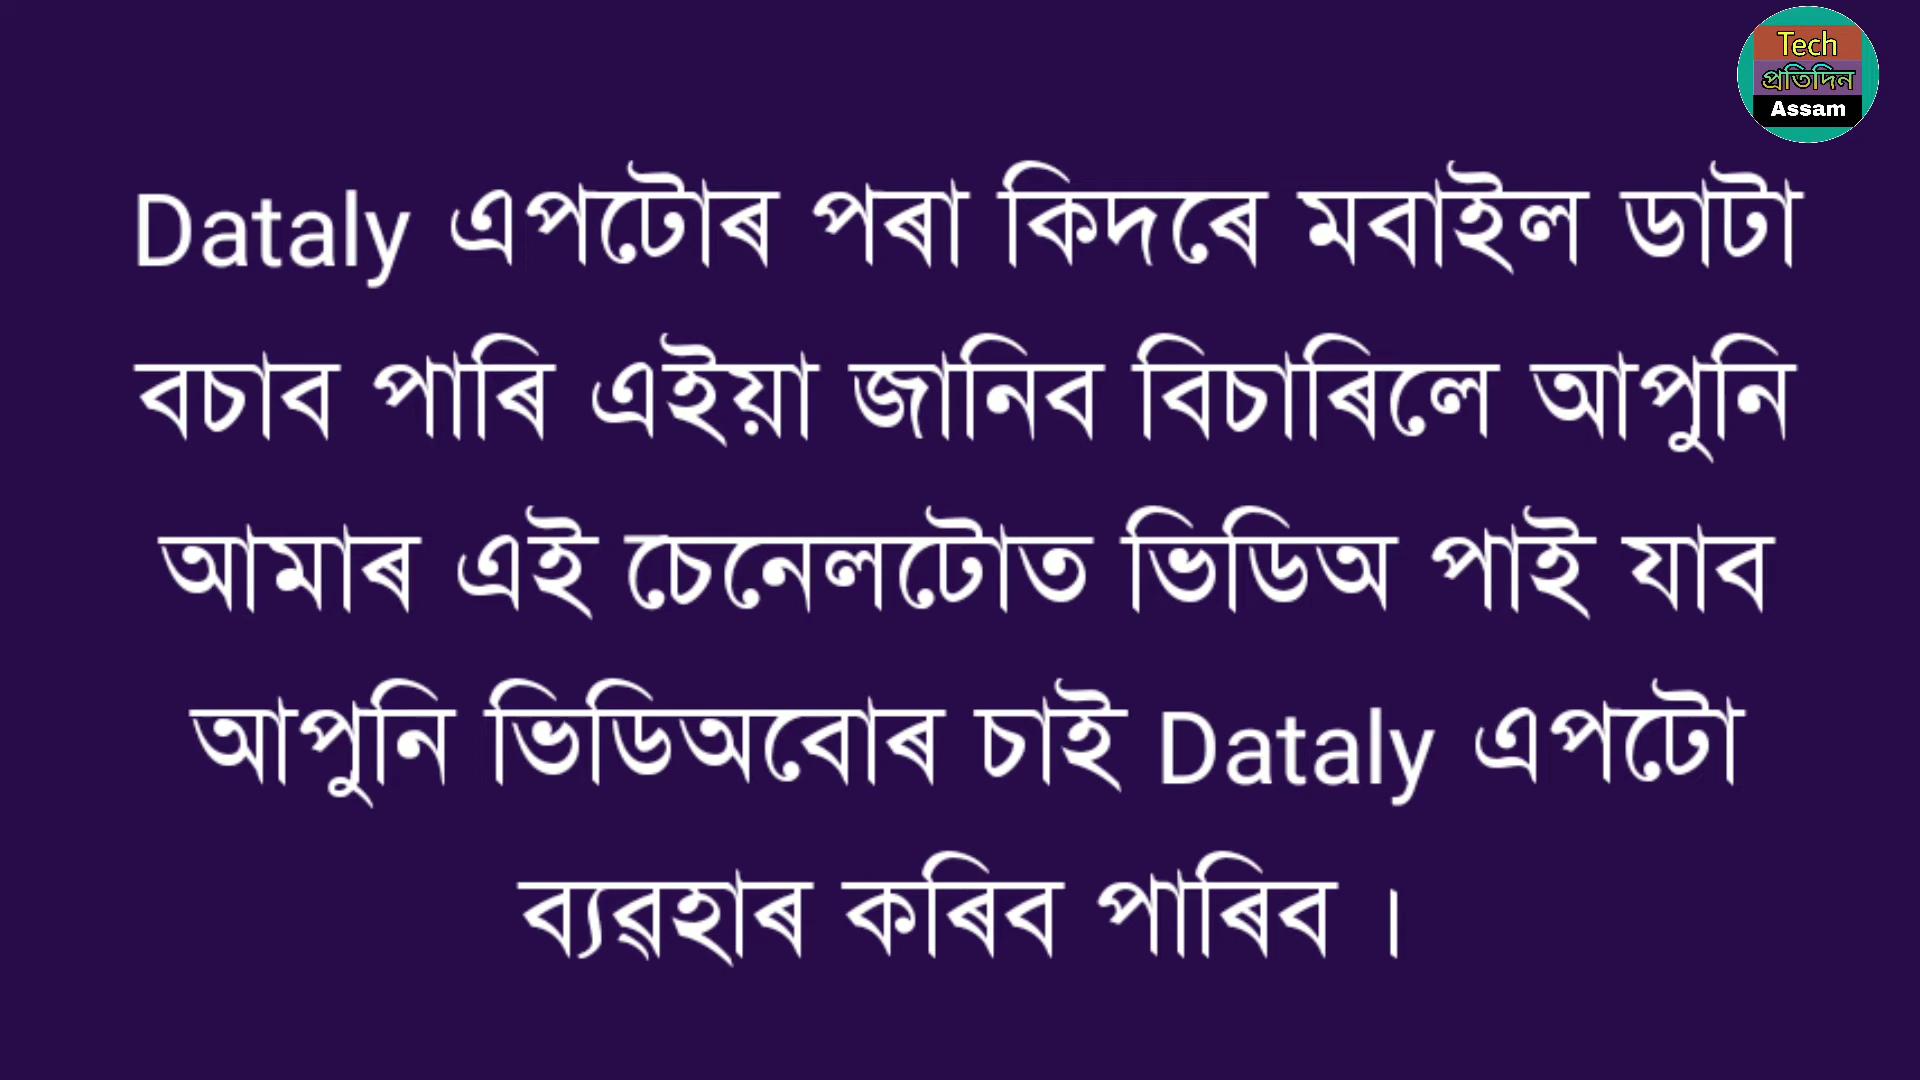 Tech
প্ৰতিদিন
Assam
Dataly এপটোৰ পৰা কিদৰে মবাইল ডাটা
বচাব পাৰি এইয়া জানিব বিচাৰিলে আপুনি
আমাৰ এই চেনেলটোত ভিডিঅ পাই যাব
আপুনি ভিডিঅবোৰ চাই Dataly এপটো
ব্যৱহাৰ কৰিব পাৰিব ।